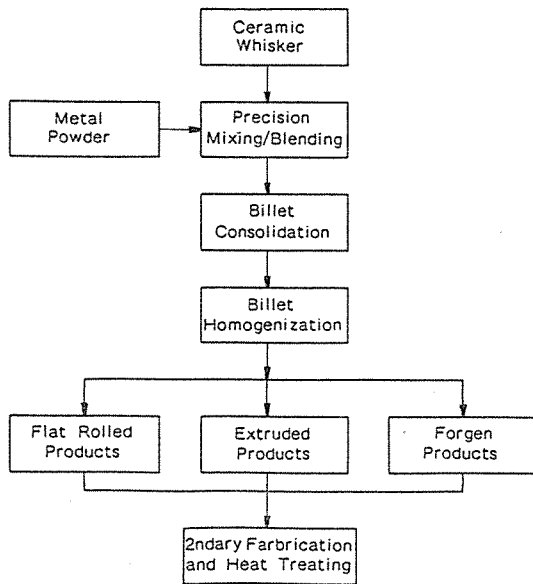 Ceramic
Whisker
Metal
Powder
Precision
Mixing/Blending
Billet
Consolidation
Billet
Homogenization
Flat Rolled
Products
Extruded
Products
Forgen
Products
2ndary Farbrication
and Heat Treating